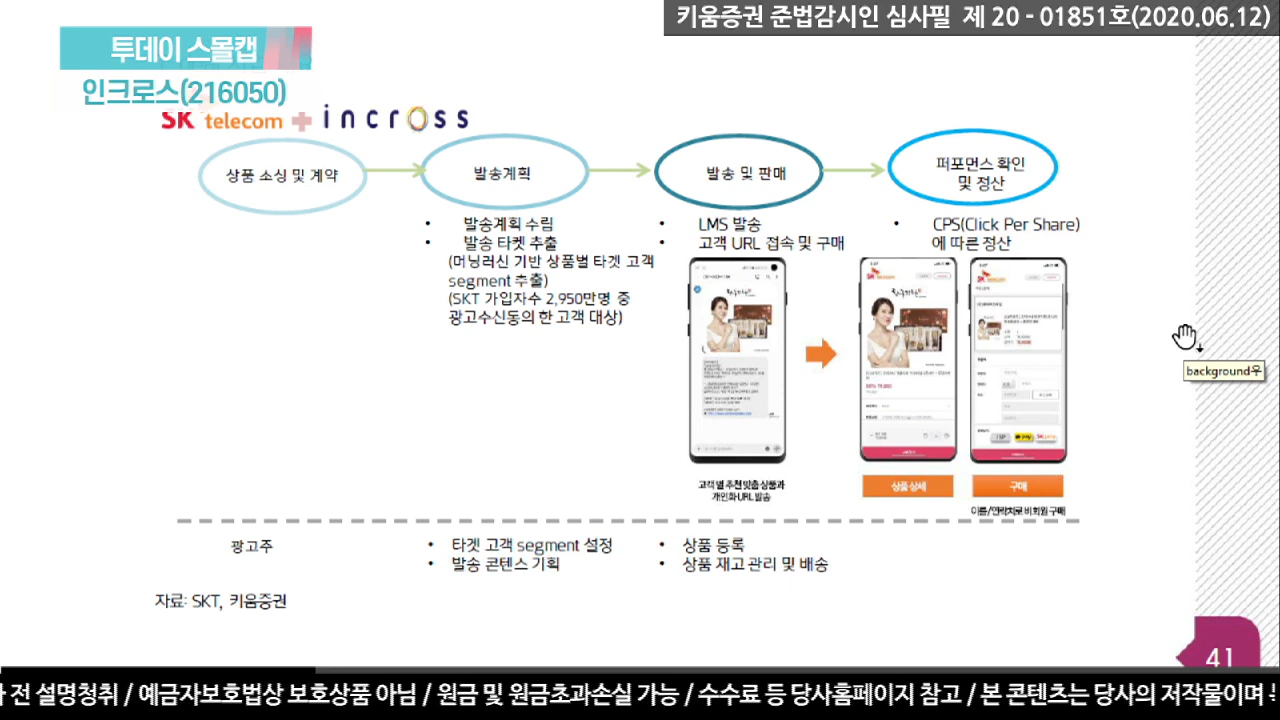 키움증권 준법감시인 심사필 제 20 - 01851호(2020.06.12)
투데이 스몰캡
인크로스(216050)
SK telecom + incross
상품 소싱 및 계약
발송계획
발송 및 판매
퍼포먼스 확인
및 정산
• 발송계획 수립
• 발송 타켓 추출
(머닝러신 기반 상품벌 타겟 고객
segment 추출)
(SKT 가입자수 2,950만명 중
광고수신동의 한 고객 대상)
• LMS 발송
• 고객 URL 접속 및 구매
• CPS(Click Per Share)
에 따른 정산
background우
고객 별 추천 맞춤 상품과
개인화 URL 발송
상품 상세
구매
이름/연락처로 비회원 구매
광고주
• 타겟 고객 segment 설정
• 발송 콘텐스 기획
• 상품 등록
• 상품 재고 관리 및 배송
자료: SKT, 키움증권
41
전 설명청취 / 예금자보호법상 보호상품 아님 / 원금 및 원금초과손실 가능 / 수수료 등 당사홈페이지 참고 / 본 콘텐츠는 당사의 저작물이며